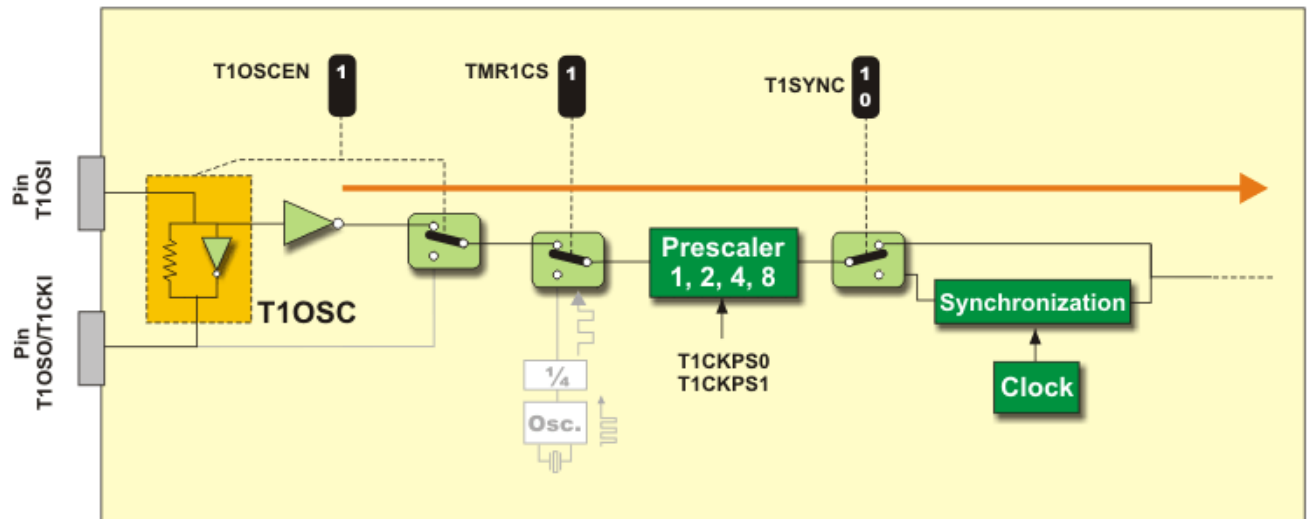 T1OSCEN
1
TMR1CS
1
T1SYNC
1
0
Pin
T1OSI
T1OSC
Prescaler
1, 2, 4, 8
Synchronization
Pin
T1OSO/T1CKI
T1CKPS0
T1CKPS1
1/4
Osc.
Clock